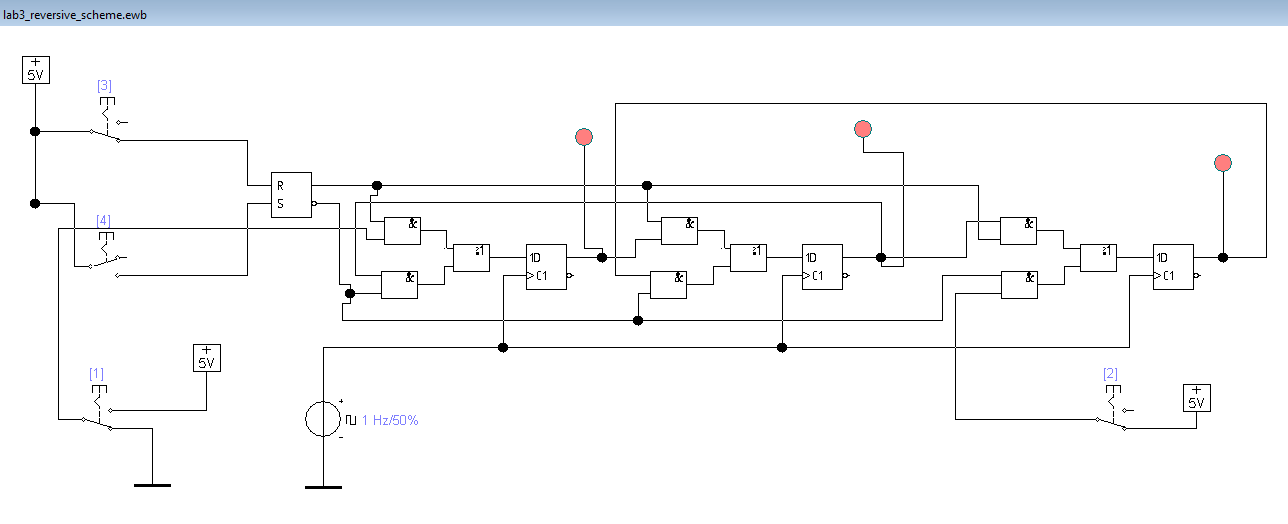 lab3_reversive_scheme.ewb
+
5V
[3]
R
S
[4]
&
≥1
1D
C1
&
&
≥1
1D
C1
&
&
≥1
1D
C1
&
+
5V
[1]
+
-
1 Hz/50%
[2]
+
5V